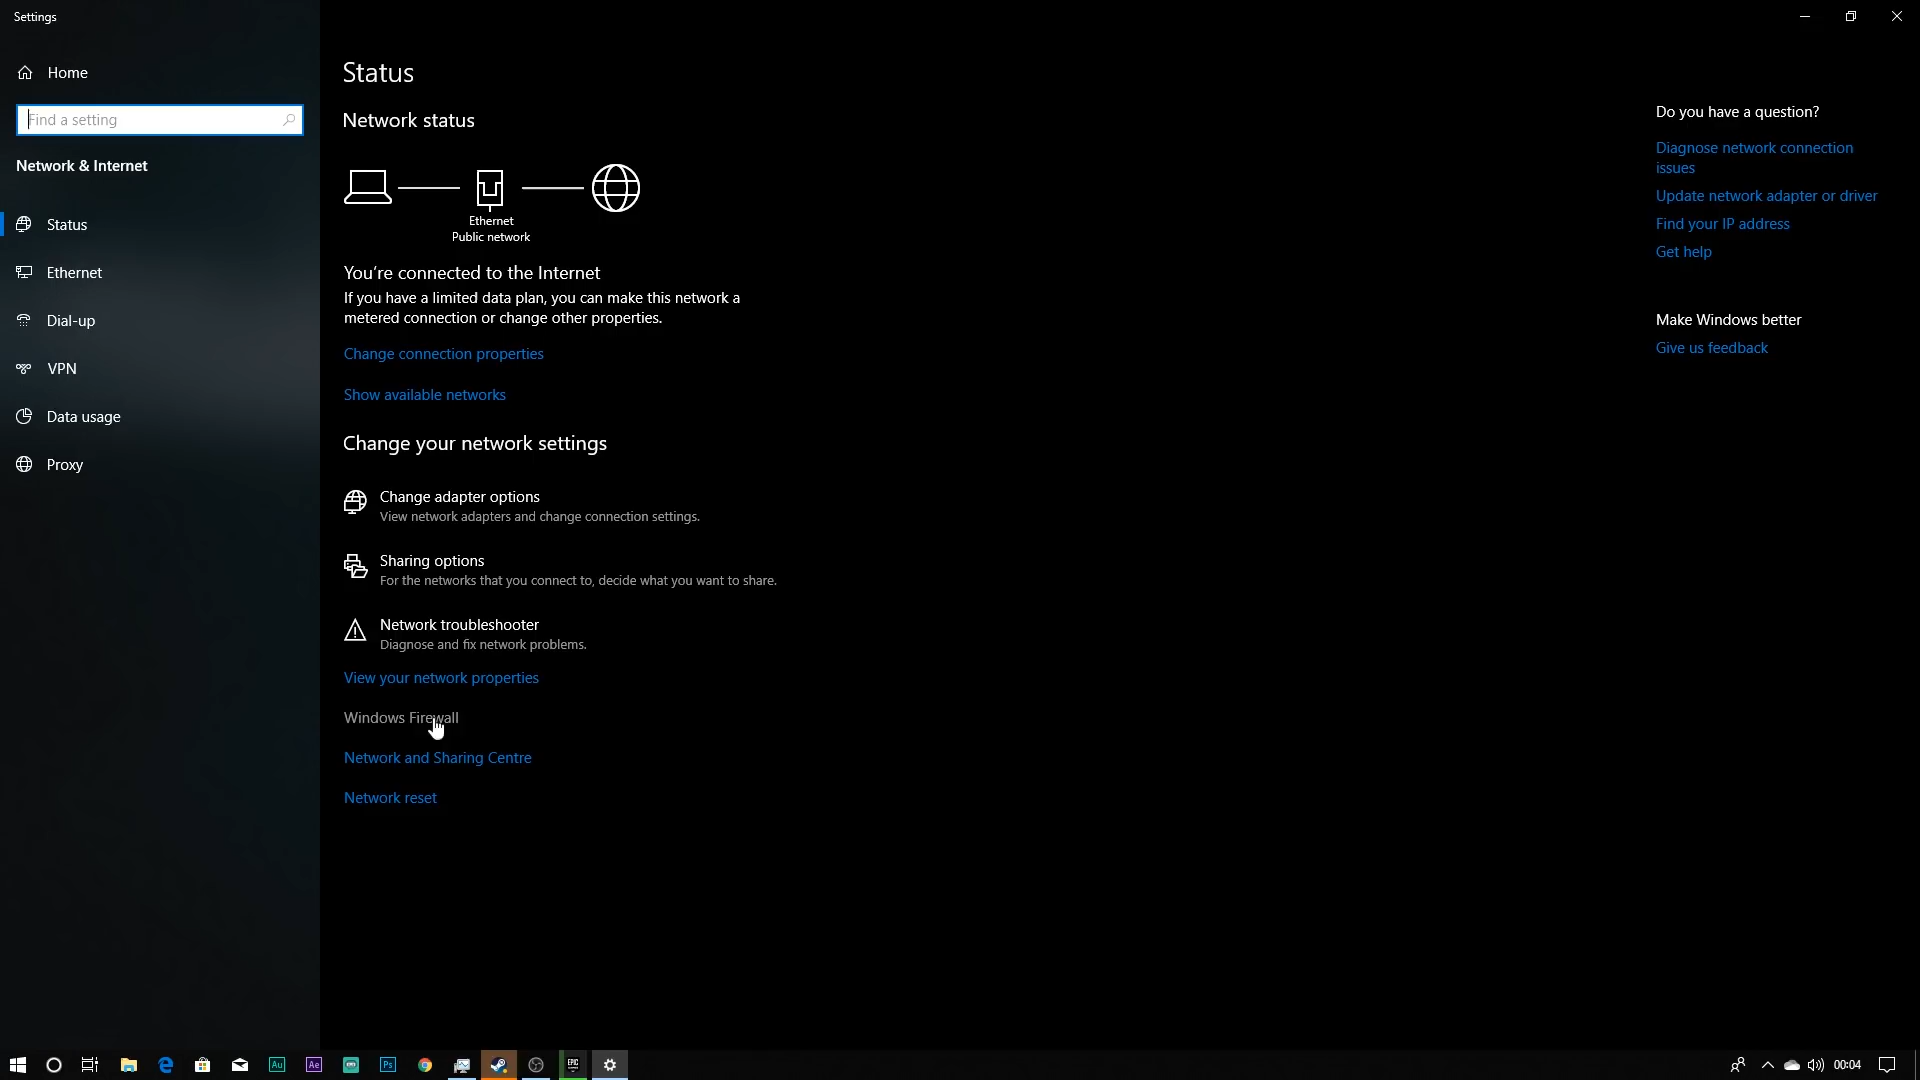 Settings
Home
Find a setting
Network & Internet
Status
Ethernet
Dial-up
VPN
Data usage
Proxy
Status
Network status
Ethernet
Public network
You're connected to the Internet
If you have a limited data plan, you can make this network a
metered connection or change other properties.
Change connection properties
Show available networks
Change your network settings
Change adapter options
View network adapters and change connection settings.
Sharing options
For the networks that you connect to, decide what you want to share.
Network troubleshooter
Diagnose and fix network problems.
View your network properties
Windows Firewall
Network and Sharing Centre
Network reset
Do you have a question?
Diagnose network connection
issues
Update network adapter or driver
Find your IP address
Get help
Make Windows better
Give us feedback
Au
Ae
Ps
EPIC
00:04